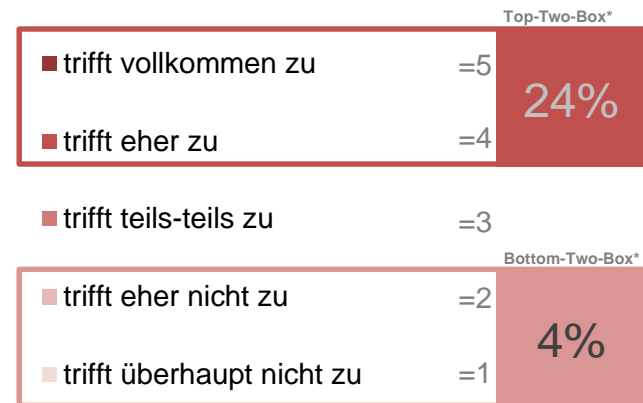 Top-Two-Box*
trifft vollkommen zu =5
24%
trifft eher zu =4
trifft teils-teils zu =3
Bottom-Two-Box*
trifft eher nicht zu =2
4%
trifft überhaupt nicht zu =1